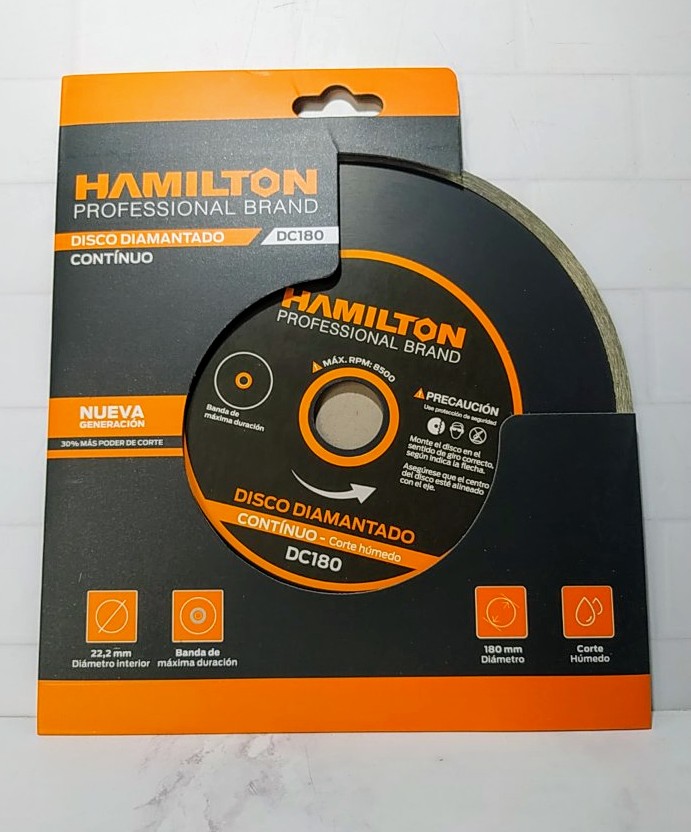 HAMILTON
PROFESSIONAL BRAND
DISCO DIAMANTADO
DC180
CONTÍNUO
HAMILTON
PROFESSIONAL BRAND
MÁX. RPM: 8500
Banda de
máxima duración
PRECAUCIÓN
Use protección de seguridad
Monte el disco en el
sentido de giro correcto,
según indica la flecha.
Asegúrese que el centro
del disco esté alineado
con el eje.
NUEVA
GENERACIÓN
30% MÁS PODER DE CORTE
DISCO DIAMANTADO
CONTÍNUO - Corte húmedo
DC180
22,2 mm
Diámetro interior
Banda de
máxima duración
180 mm
Diámetro
Corte
Húmedo